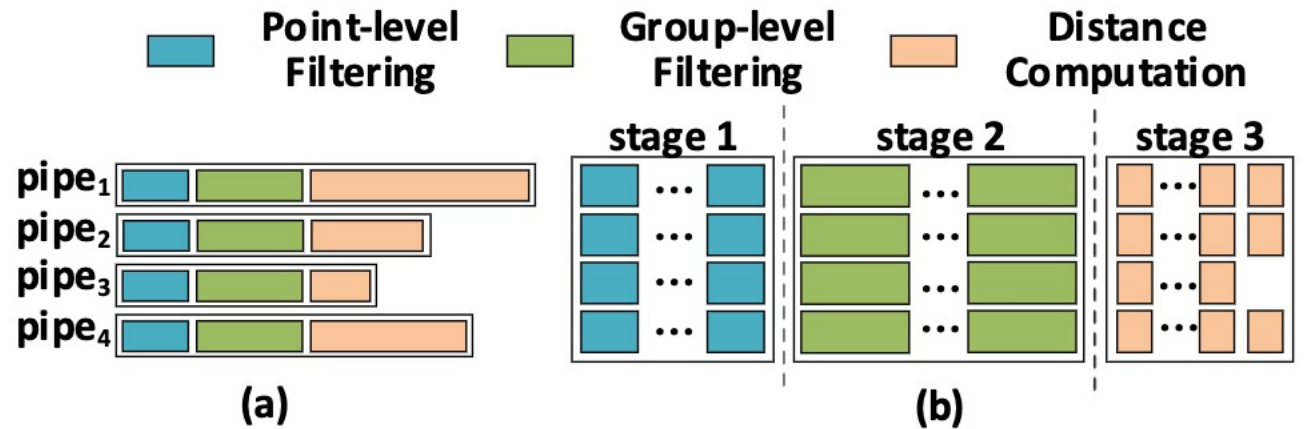 Point-level
Filtering
Group-level
Filtering
Distance
Computation
stage 1
stage 2
stage 3
pipe₁
pipe₂
pipe₃
pipe₄
(a)
(b)